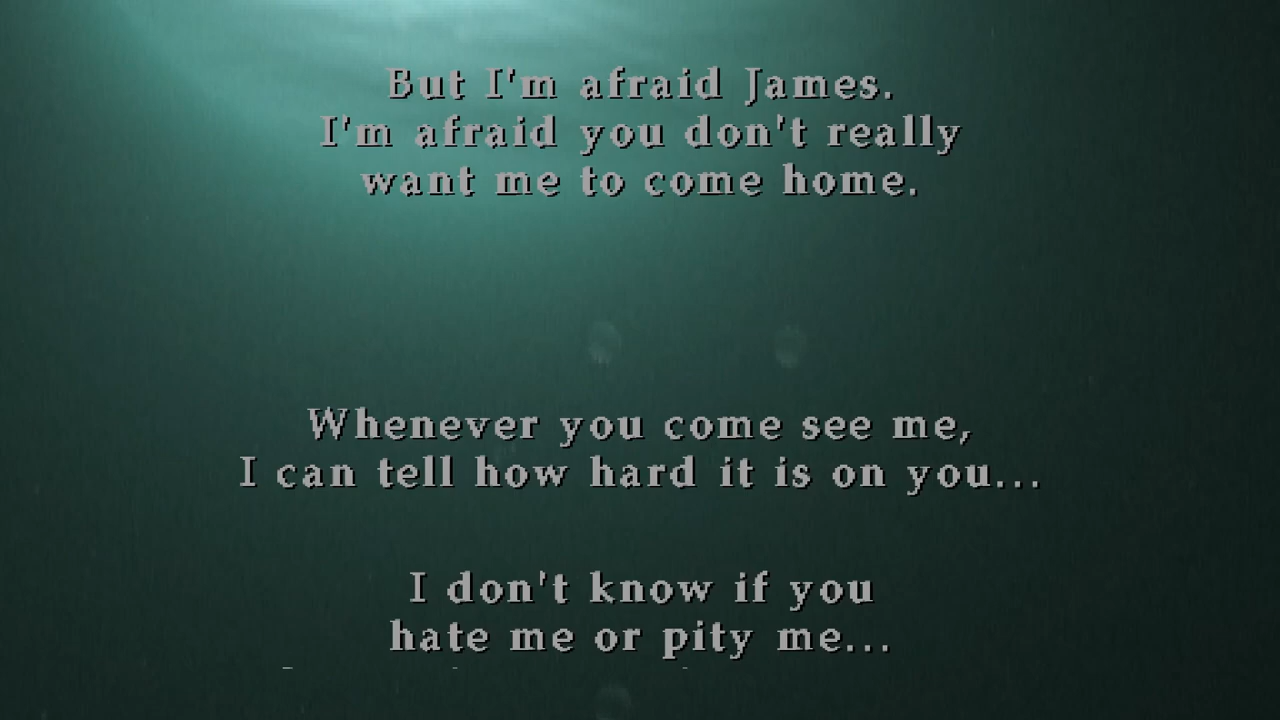 But I'm afraid James.
I'm afraid you don't really
want me to come home.
Whenever you come see me,
I can tell how hard it is on you...
I don't know if you
hate me or pity me...